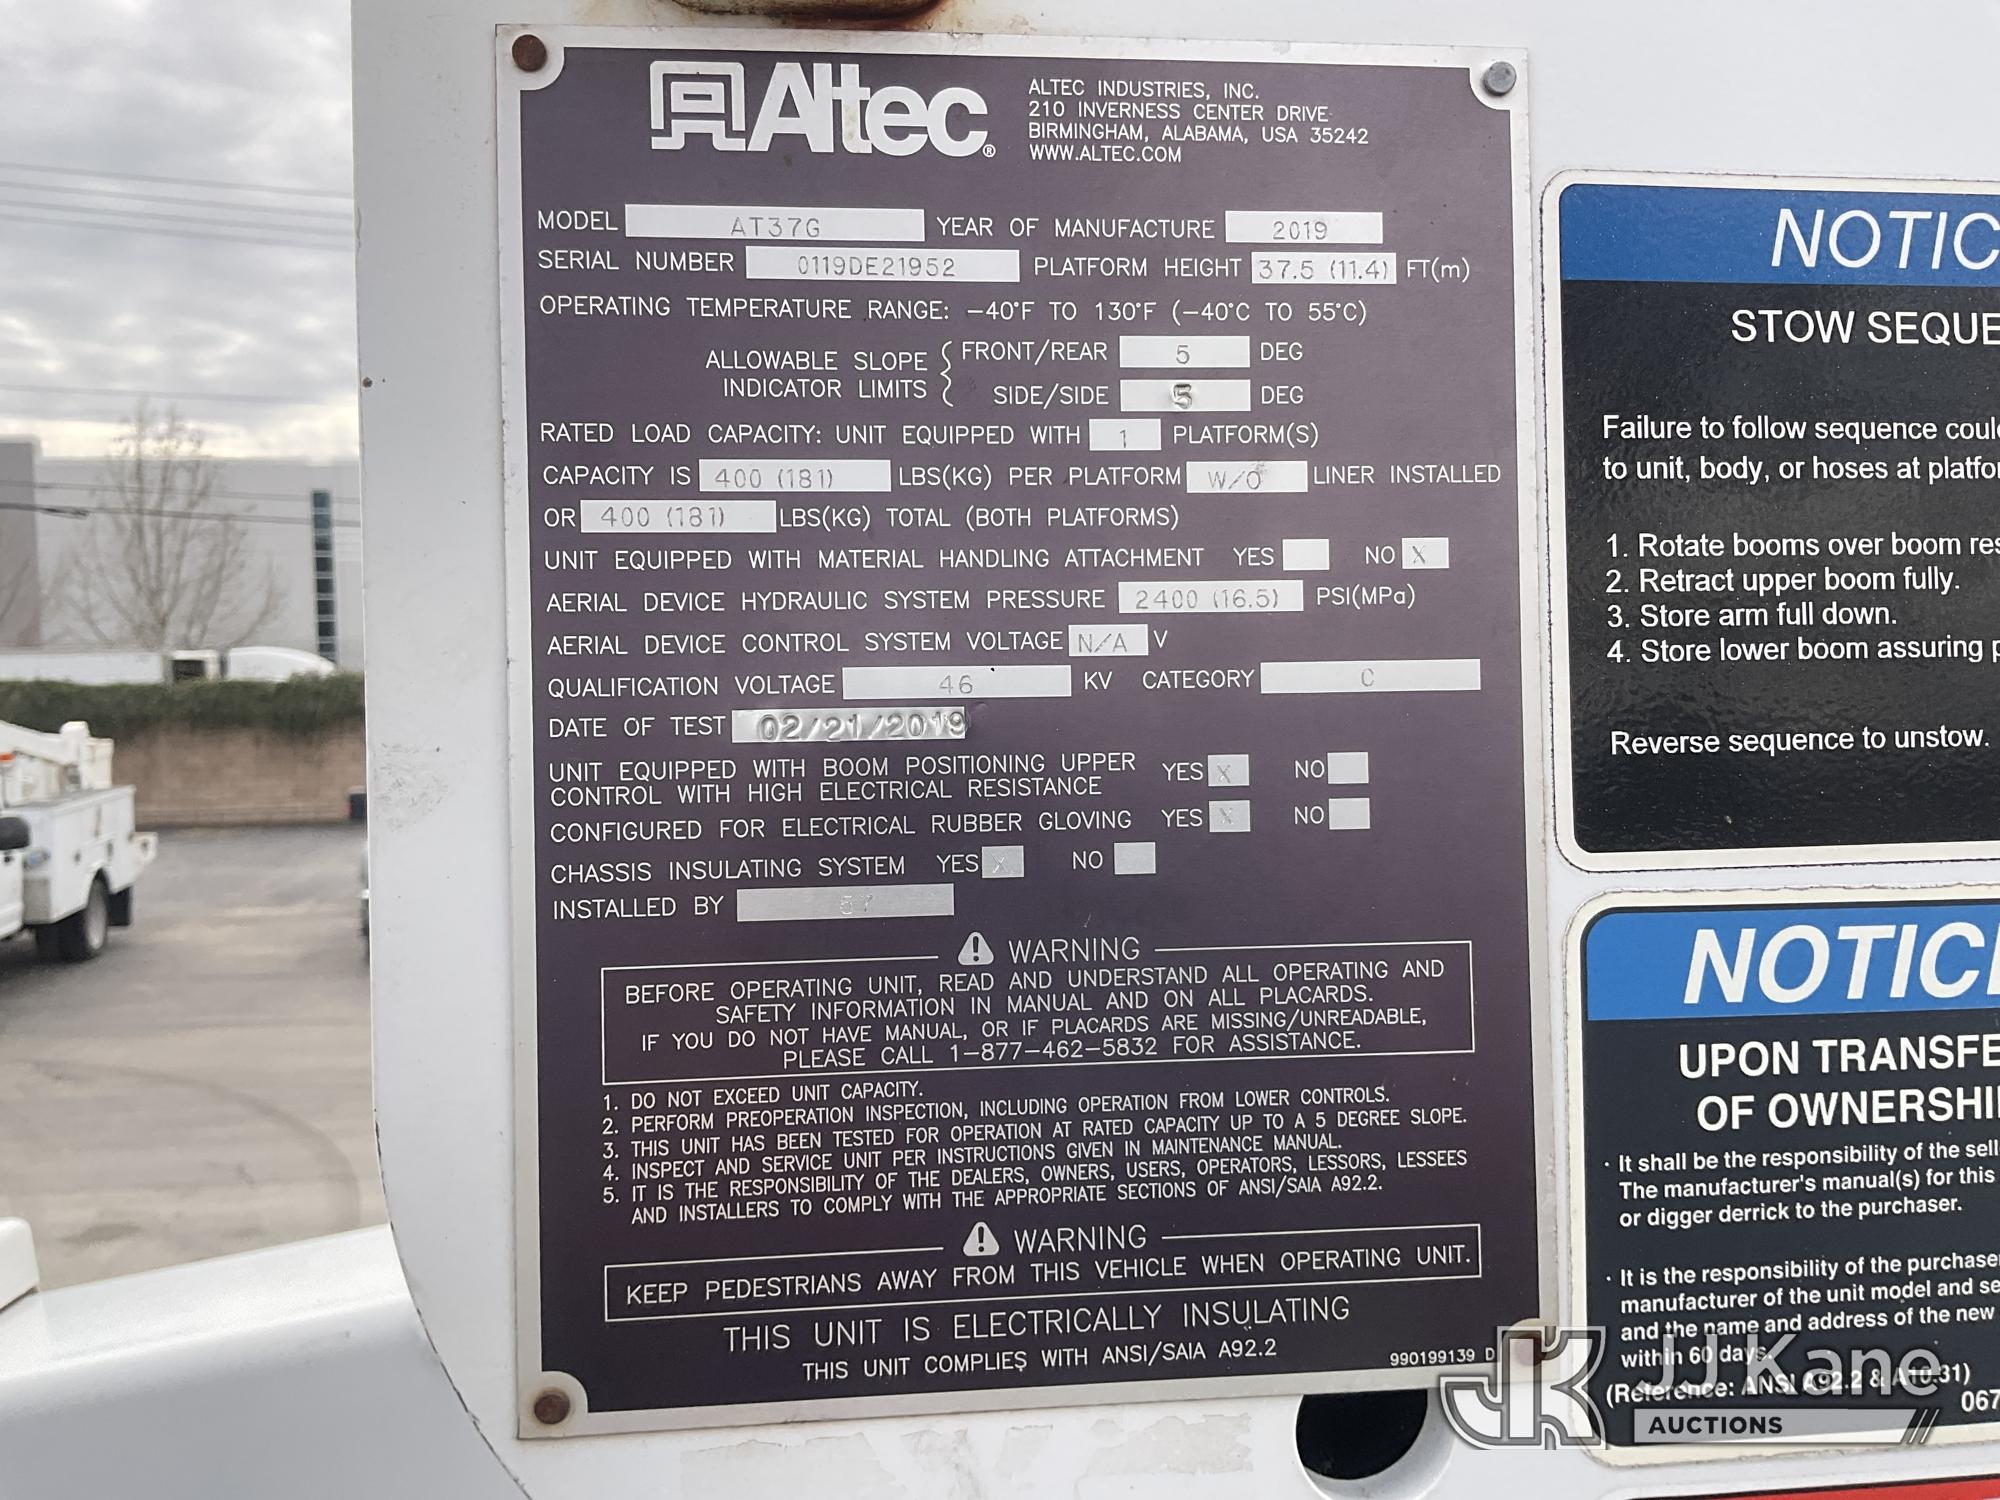 Altec®
ALTEC INDUSTRIES, INC.
210 INVERNESS CENTER DRIVE
BIRMINGHAM, ALABAMA, USA 35242
WWW.ALTEC.COM
MODEL AT37G YEAR OF MANUFACTURE 2019
SERIAL NUMBER 0119DE21952 PLATFORM HEIGHT 37.5 (11.4) FT(m)
OPERATING TEMPERATURE RANGE: -40°F TO 130°F (-40°C TO 55°C)
ALLOWABLE SLOPE INDICATOR LIMITS { FRONT/REAR 5 DEG
SIDE/SIDE 5 DEG
RATED LOAD CAPACITY: UNIT EQUIPPED WITH 1 PLATFORM(S)
CAPACITY IS 400 (181) LBS(KG) PER PLATFORM W/O LINER INSTALLED
OR 400 (181) LBS(KG) TOTAL (BOTH PLATFORMS)
UNIT EQUIPPED WITH MATERIAL HANDLING ATTACHMENT YES NO X
AERIAL DEVICE HYDRAULIC SYSTEM PRESSURE 2400 (16.5) PSI(MPa)
AERIAL DEVICE CONTROL SYSTEM VOLTAGE N/A V
QUALIFICATION VOLTAGE 46 KV CATEGORY C
DATE OF TEST 02/21/2019
UNIT EQUIPPED WITH BOOM POSITIONING UPPER
CONTROL WITH HIGH ELECTRICAL RESISTANCE YES X NO
CONFIGURED FOR ELECTRICAL RUBBER GLOVING YES X NO
CHASSIS INSULATING SYSTEM YES X NO
INSTALLED BY 57
WARNING
BEFORE OPERATING UNIT, READ AND UNDERSTAND ALL OPERATING AND
SAFETY INFORMATION IN MANUAL AND ON ALL PLACARDS.
IF YOU DO NOT HAVE MANUAL, OR IF PLACARDS ARE MISSING/UNREADABLE,
PLEASE CALL 1-877-462-5832 FOR ASSISTANCE.
1. DO NOT EXCEED UNIT CAPACITY.
2. PERFORM PREOPERATION INSPECTION, INCLUDING OPERATION FROM LOWER CONTROLS.
3. THIS UNIT HAS BEEN TESTED FOR OPERATION AT RATED CAPACITY UP TO A 5 DEGREE SLOPE.
4. INSPECT AND SERVICE UNIT PER INSTRUCTIONS GIVEN IN MAINTENANCE MANUAL.
5. IT IS THE RESPONSIBILITY OF THE DEALERS, OWNERS, USERS, OPERATORS, LESSORS, LESSEES
AND INSTALLERS TO COMPLY WITH THE APPROPRIATE SECTIONS OF ANSI/SAIA A92.2.
WARNING
KEEP PEDESTRIANS AWAY FROM THIS VEHICLE WHEN OPERATING UNIT.
THIS UNIT IS ELECTRICALLY INSULATING
THIS UNIT COMPLIES WITH ANSI/SAIA A92.2
990199139 D
NOTIC
STOW SEQUE
Failure to follow sequence coul
to unit, body, or hoses at platfor
1. Rotate booms over boom res
2. Retract upper boom fully.
3. Store arm full down.
4. Store lower boom assuring p
Reverse sequence to unstow.
NOTIC
UPON TRANSFE
OF OWNERSHI
· It shall be the responsibility of the sell
The manufacturer's manual(s) for this
or digger derrick to the purchaser.
· It is the responsibility of the purchase
manufacturer of the unit model and se
and the name and address of the new
within 60 days.
(Reference: ANSI A92.2 & A10.31)
067
JK JJ Kane
AUCTIONS